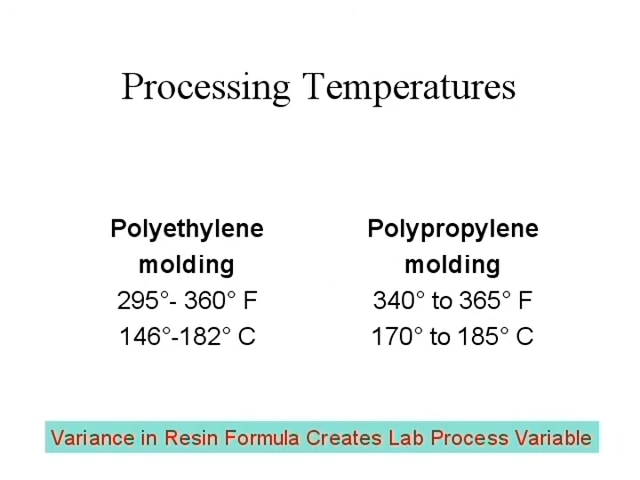 Processing Temperatures
Polyethylene
molding
295°- 360° F
146°-182° C
Polypropylene
molding
340° to 365° F
170° to 185° C
Variance in Resin Formula Creates Lab Process Variable